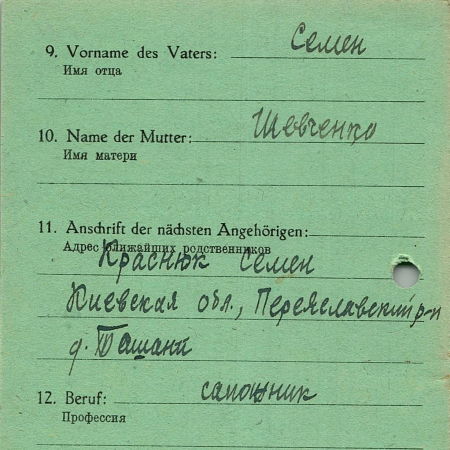 9. Vorname des Vaters: Семен
Имя отца
10. Name der Mutter: Шевченко
Имя матери
11. Anschrift der nächsten Angehörigen:
Адрес ближайших родственников
Краснюк Семен
Киевская обл., Переяславский р-н
д. Ташани
12. Beruf: сапожник
Профессия